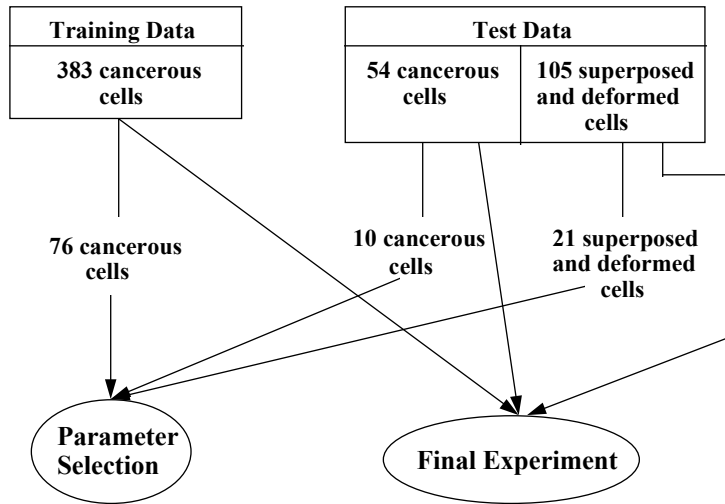 Training Data
383 cancerous
cells
Test Data
54 cancerous
cells
105 superposed
and deformed
cells
76 cancerous
cells
10 cancerous
cells
21 superposed
and deformed
cells
Parameter
Selection
Final Experiment